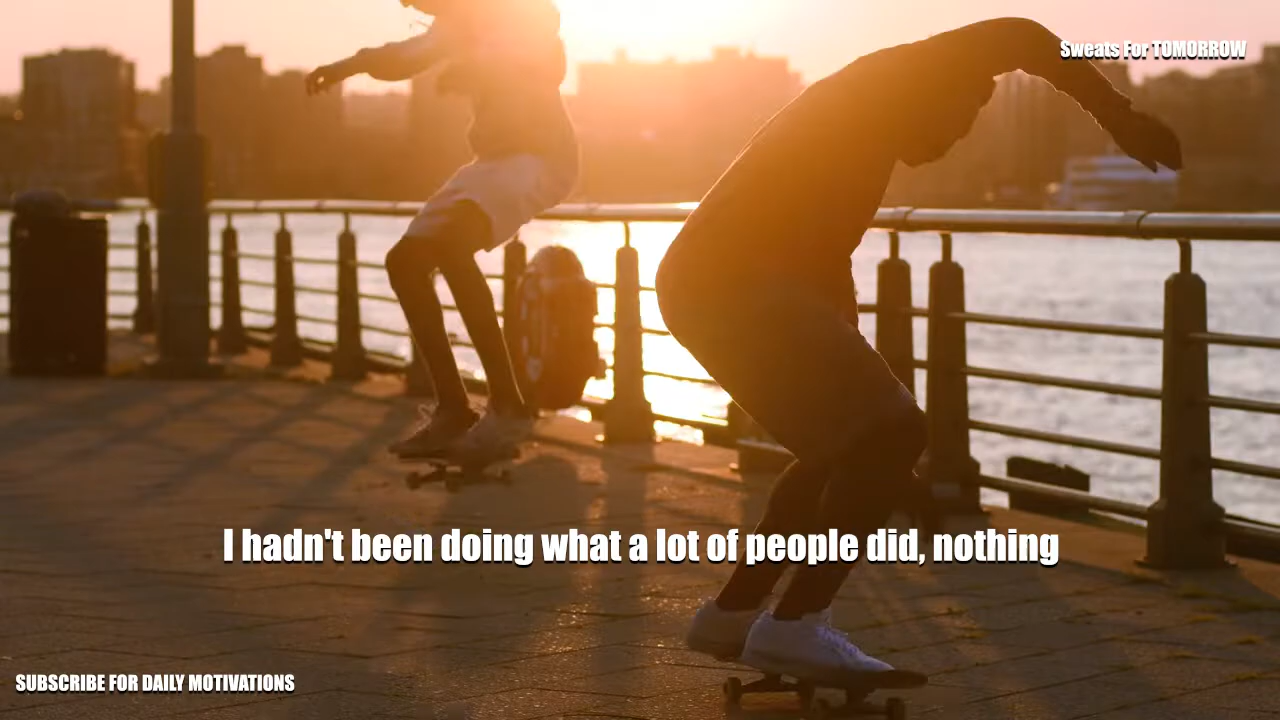 Sweats For TOMORROW
I hadn't been doing what a lot of people did, nothing
SUBSCRIBE FOR DAILY MOTIVATIONS